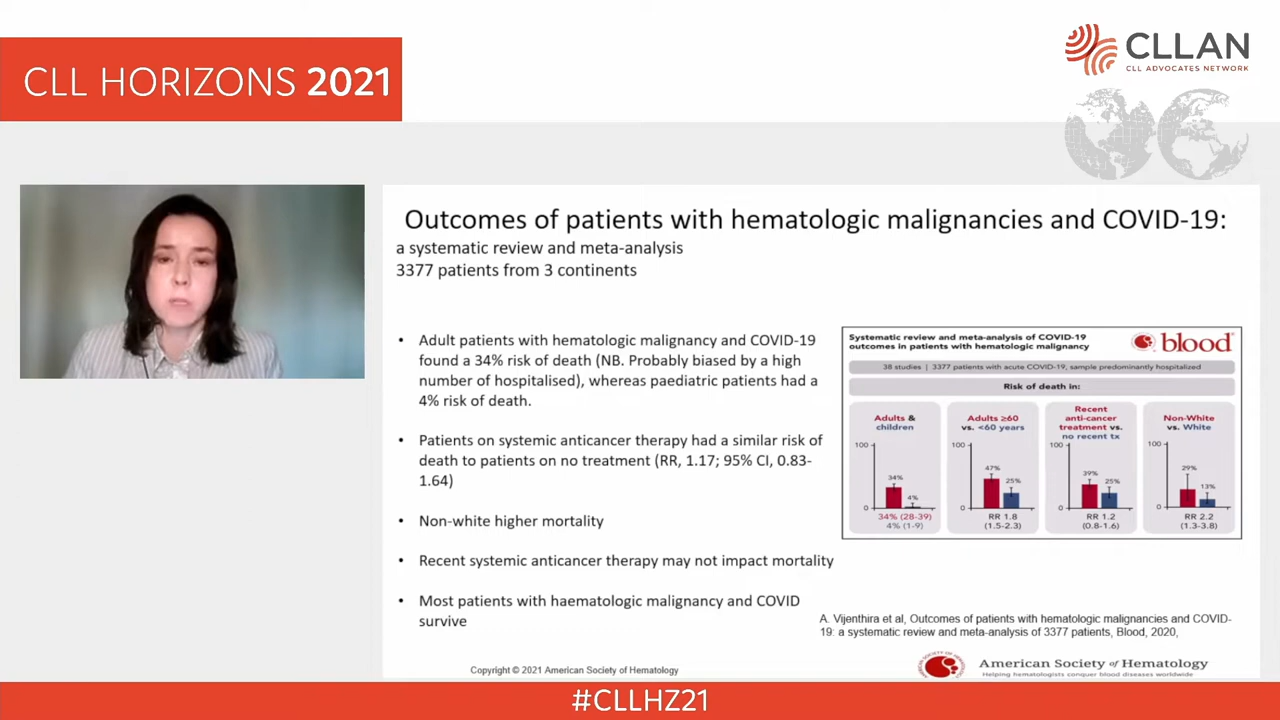 CLL HORIZONS 2021
CLLAN
CLL ADVOCATES NETWORK
Outcomes of patients with hematologic malignancies and COVID-19:
a systematic review and meta-analysis
3377 patients from 3 continents
• Adult patients with hematologic malignancy and COVID-19
found a 34% risk of death (NB. Probably biased by a high
number of hospitalised), whereas paediatric patients had a
4% risk of death.
• Patients on systemic anticancer therapy had a similar risk of
death to patients on no treatment (RR, 1.17; 95% CI, 0.83-
1.64)
• Non-white higher mortality
• Recent systemic anticancer therapy may not impact mortality
• Most patients with haematologic malignancy and COVID
survive
Systematic review and meta-analysis of COVID-19
outcomes in patients with hematologic malignancy
blood
38 studies | 3377 patients with acute COVID-19, sample predominantly hospitalized
Risk of death in:
Adults &
children
100
34%
4%
0
34% (28-39)
4% (1-9)
Adults ≥60
vs. <60 years
100
47%
25%
0
RR 1.8
(1.5-2.3)
Recent
anti-cancer
treatment vs.
no recent tx
100
39%
25%
0
RR 1.2
(0.8-1.6)
Non-White
vs. White
100
29%
13%
0
RR 2.2
(1.3-3.8)
A. Vijenthira et al, Outcomes of patients with hematologic malignancies and COVID-
19: a systematic review and meta-analysis of 3377 patients, Blood, 2020,
Copyright © 2021 American Society of Hematology
American Society of Hematology
Helping hematologists conquer blood diseases worldwide
#CLLHZ21